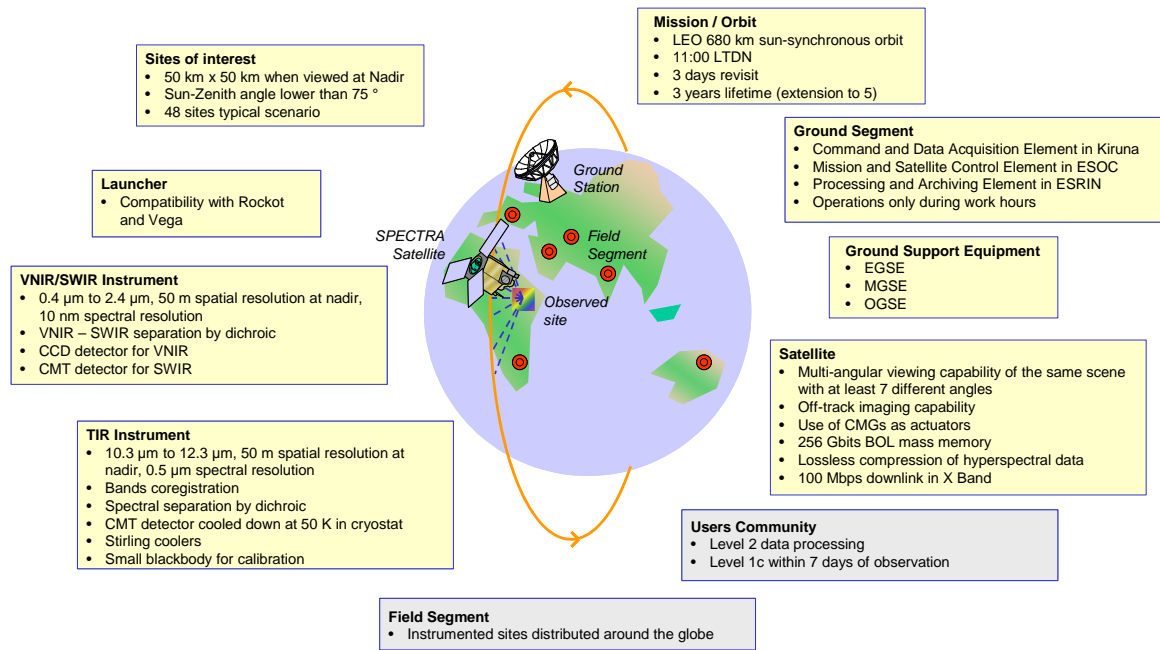 Mission / Orbit
• LEO 680 km sun-synchronous orbit
• 11:00 LTDN
• 3 days revisit
• 3 years lifetime (extension to 5)
Sites of interest
• 50 km x 50 km when viewed at Nadir
• Sun-Zenith angle lower than 75 °
• 48 sites typical scenario
Ground Segment
• Command and Data Acquisition Element in Kiruna
• Mission and Satellite Control Element in ESOC
• Processing and Archiving Element in ESRIN
• Operations only during work hours
Launcher
• Compatibility with Rockot
and Vega
Ground
Station
SPECTRA
Satellite
Field
Segment
Observed
site
Ground Support Equipment
• EGSE
• MGSE
• OGSE
VNIR/SWIR Instrument
• 0.4 µm to 2.4 µm, 50 m spatial resolution at nadir,
10 nm spectral resolution
• VNIR – SWIR separation by dichroic
• CCD detector for VNIR
• CMT detector for SWIR
Satellite
• Multi-angular viewing capability of the same scene
with at least 7 different angles
• Off-track imaging capability
• Use of CMGs as actuators
• 256 Gbits BOL mass memory
• Lossless compression of hyperspectral data
• 100 Mbps downlink in X Band
TIR Instrument
• 10.3 µm to 12.3 µm, 50 m spatial resolution at
nadir, 0.5 µm spectral resolution
• Bands coregistration
• Spectral separation by dichroic
• CMT detector cooled down at 50 K in cryostat
• Stirling coolers
• Small blackbody for calibration
Users Community
• Level 2 data processing
• Level 1c within 7 days of observation
Field Segment
• Instrumented sites distributed around the globe